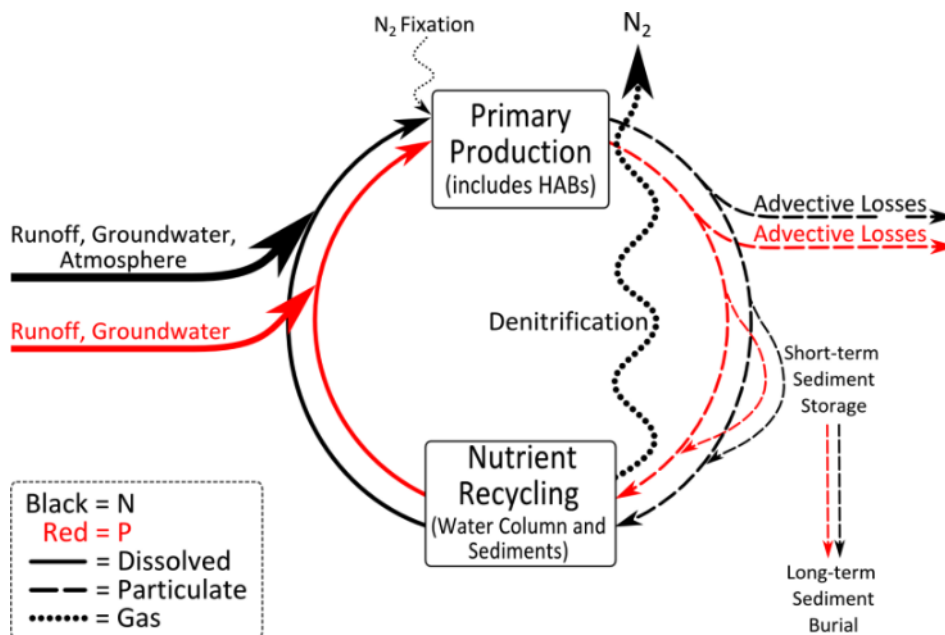 N₂ Fixation
N₂
Primary
Production
(includes HABs)
Runoff, Groundwater,
Atmosphere
Runoff, Groundwater
Advective Losses
Advective Losses
Denitrification
Short-term
Sediment
Storage
Nutrient
Recycling
(Water Column and
Sediments)
Long-term
Sediment
Burial
Black = N
Red = P
= Dissolved
= Particulate
= Gas